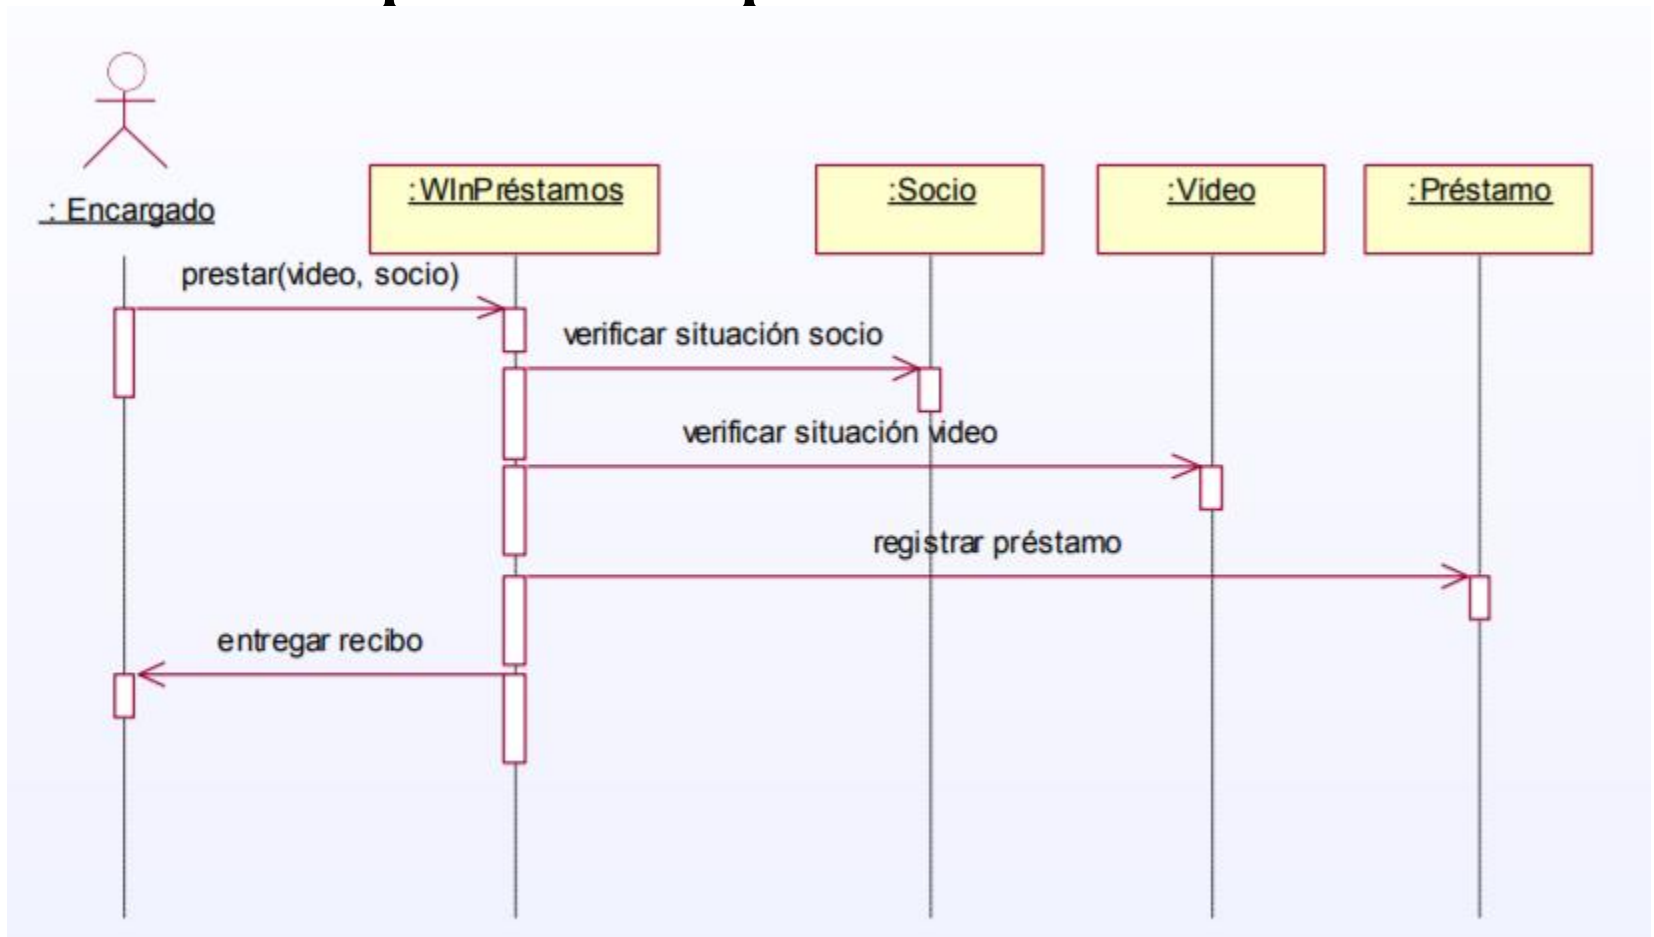 : Encargado
:WInPréstamos
:Socio
:Video
:Préstamo
prestar(video, socio)
verificar situación socio
verificar situación video
registrar préstamo
entregar recibo